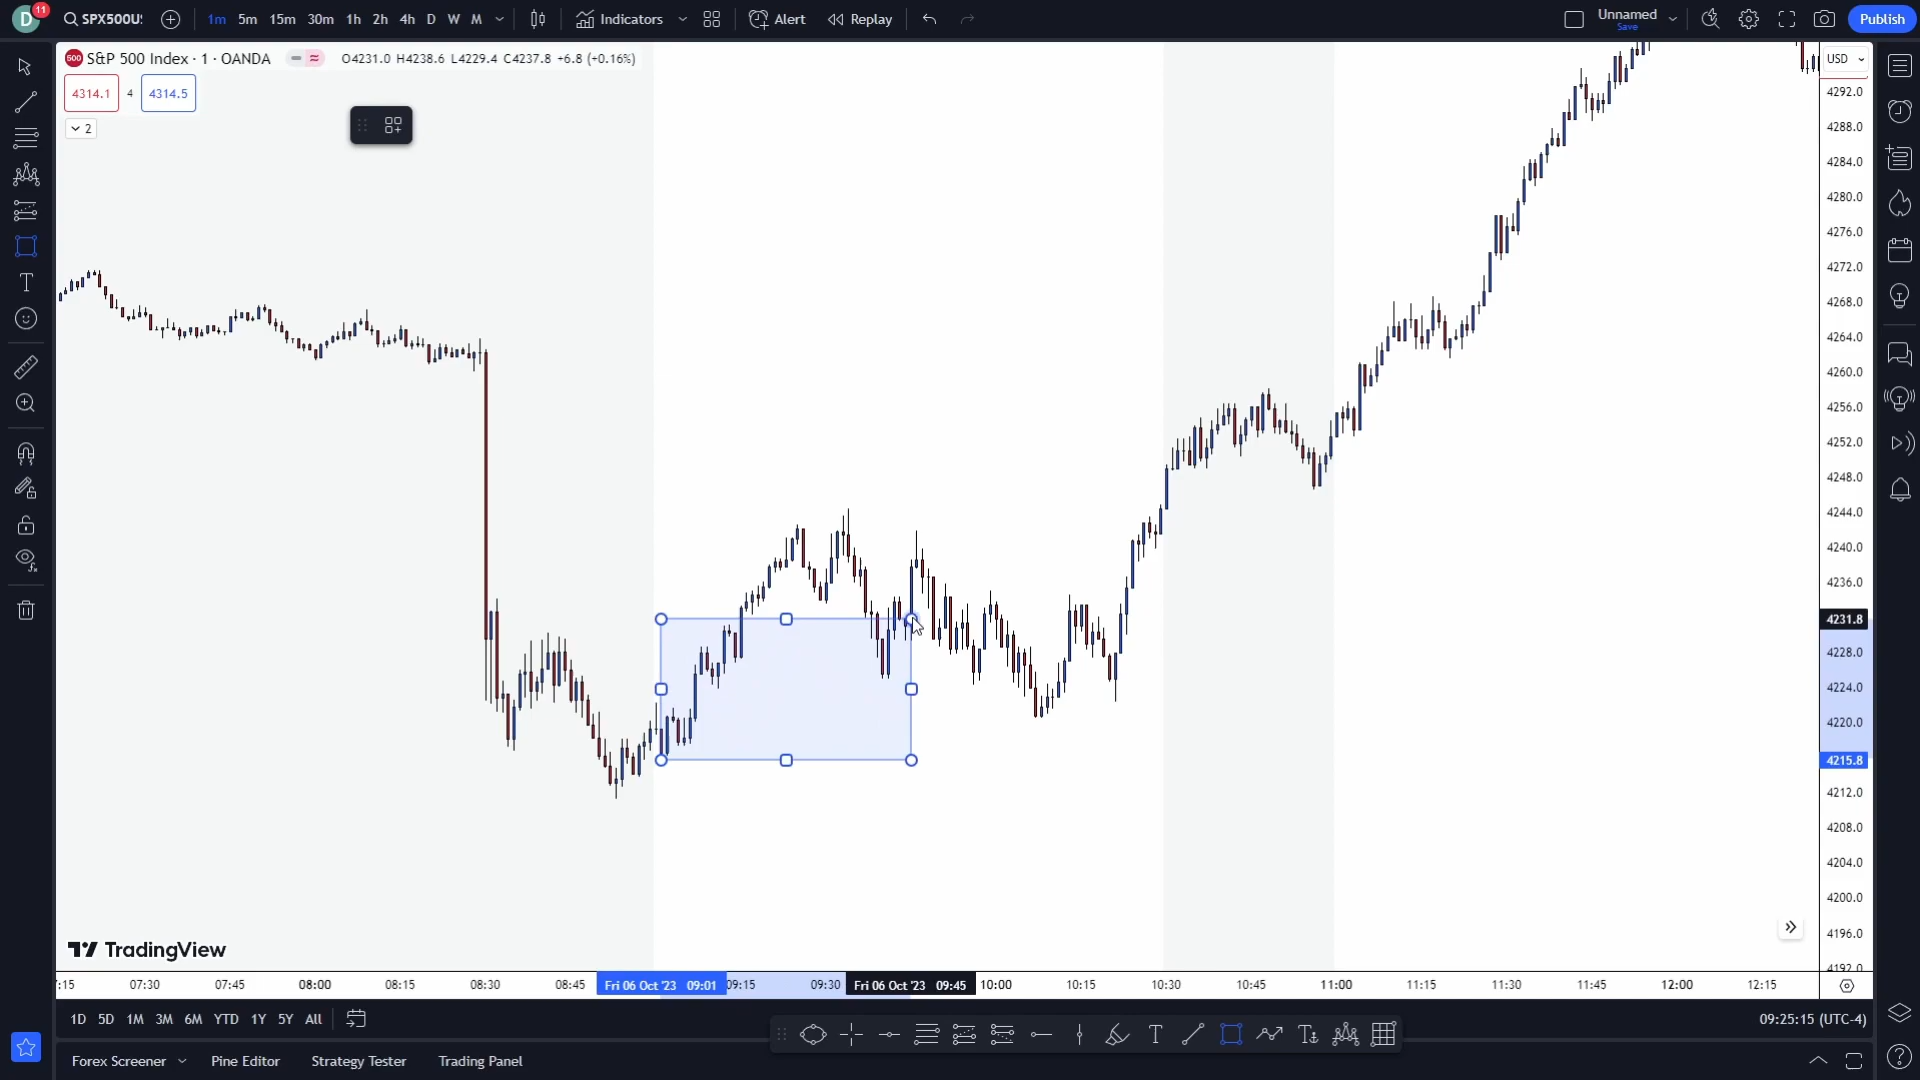 D
11
SPX500U:
1m 5m 15m 30m 1h 2h 4h D W M
Indicators
Alert
Replay
Unnamed
Save
Publish
500 S&P 500 Index · 1 · OANDA
O4231.0 H4238.6 L4229.4 C4237.8 +6.8 (+0.16%)
4314.1 4 4314.5
2
USD
4292.0
4288.0
4284.0
4280.0
4276.0
4272.0
4268.0
4264.0
4260.0
4256.0
4252.0
4248.0
4244.0
4240.0
4236.0
4231.8
4228.0
4224.0
4220.0
4215.8
4212.0
4208.0
4204.0
4200.0
4196.0
4192.0
TradingView
:15 07:30 07:45 08:00 08:15 08:30 08:45 Fri 06 Oct '23 09:01 09:15 09:30 Fri 06 Oct '23 09:45 10:00 10:15 10:30 10:45 11:00 11:15 11:30 11:45 12:00 12:15
1D 5D 1M 3M 6M YTD 1Y 5Y All
09:25:15 (UTC-4)
Forex Screener Pine Editor Strategy Tester Trading Panel